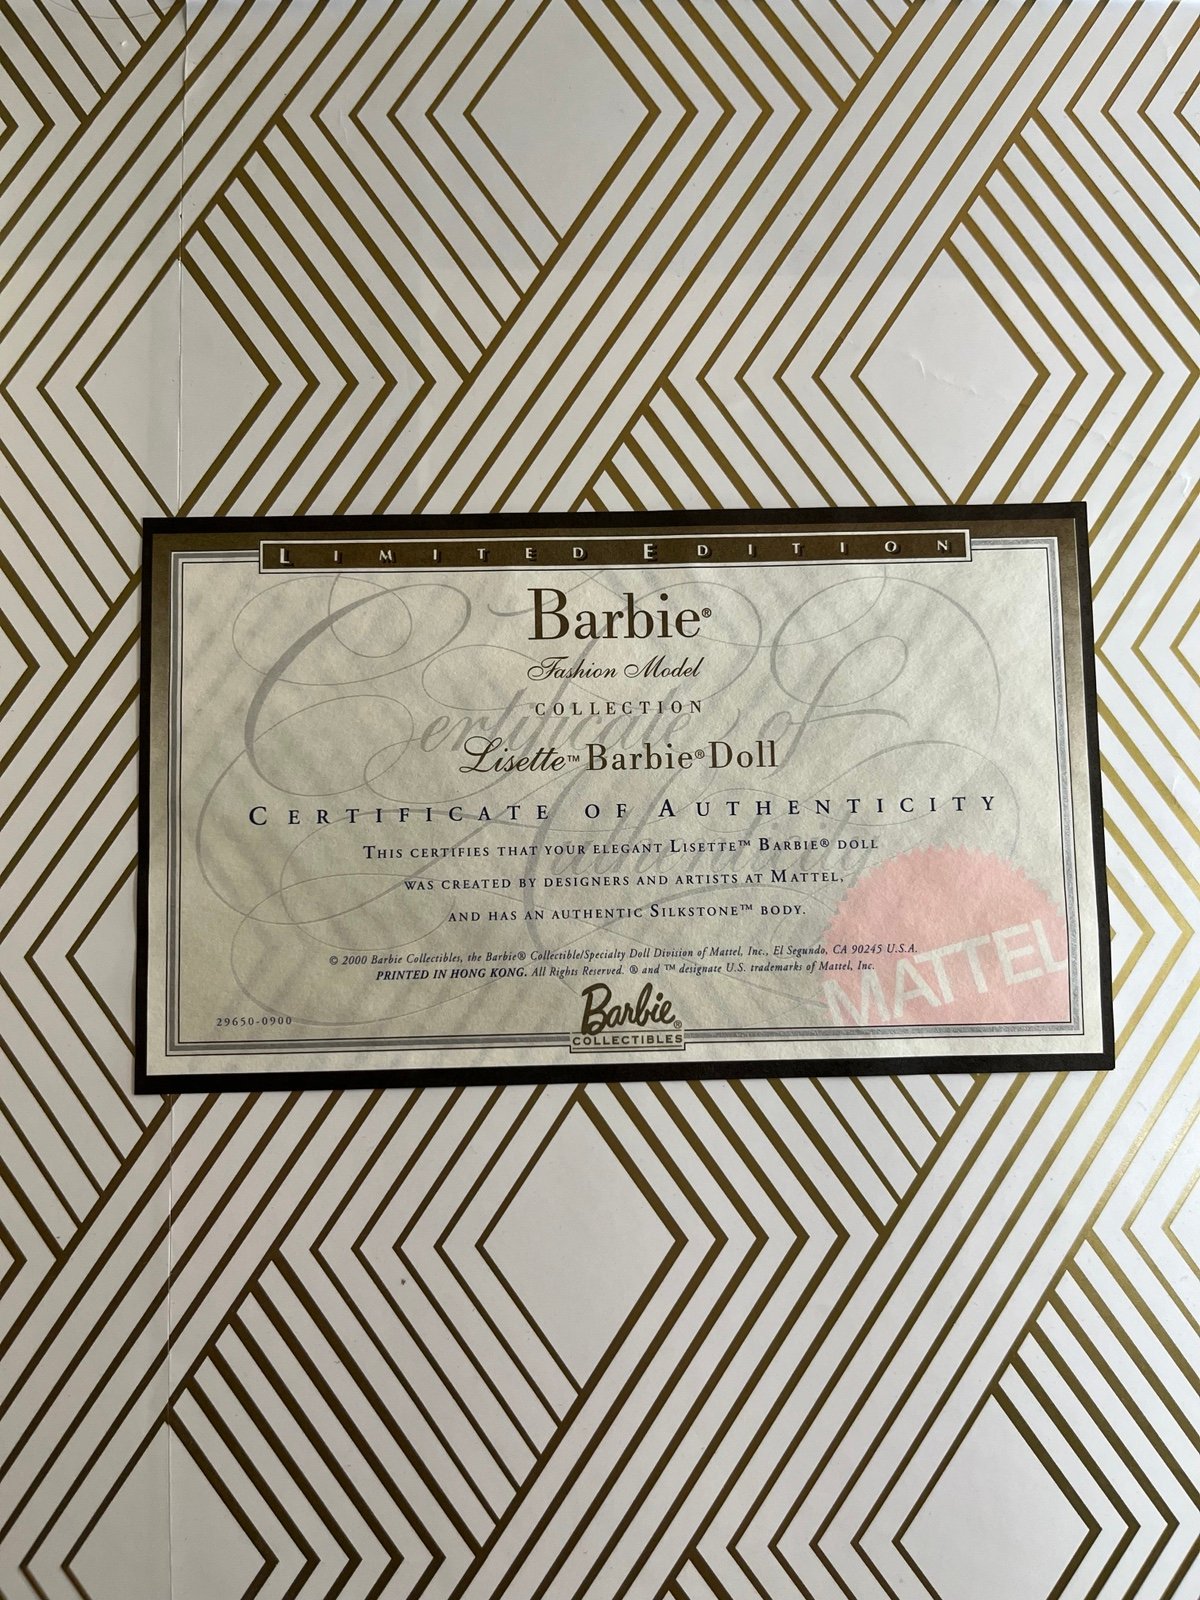 LIMITED EDITION
Barbie®
Fashion Model
COLLECTION
Lisette™ Barbie® Doll
Certificate of Authenticity
CERTIFICATE OF AUTHENTICITY
THIS CERTIFIES THAT YOUR ELEGANT LISETTE™ BARBIE® DOLL
WAS CREATED BY DESIGNERS AND ARTISTS AT MATTEL,
AND HAS AN AUTHENTIC SILKSTONE™ BODY.
© 2000 Barbie Collectibles, the Barbie® Collectible/Specialty Doll Division of Mattel, Inc., El Segundo, CA 90245 U.S.A.
PRINTED IN HONG KONG. All Rights Reserved. ® and ™ designate U.S. trademarks of Mattel, Inc.
MATTEL
29650-0900
Barbie®
COLLECTIBLES